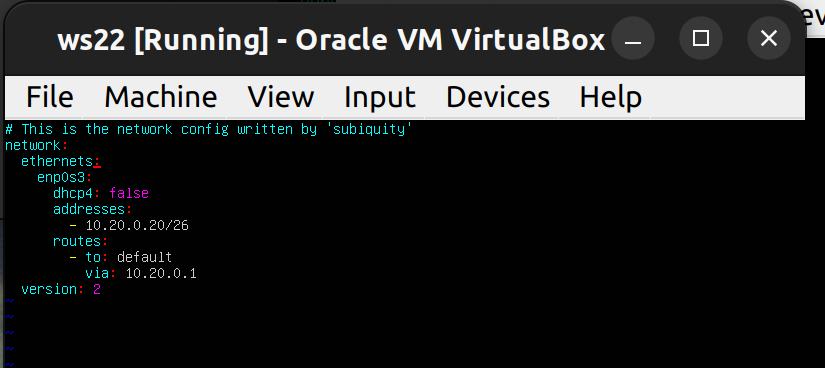 ev
ws22 [Running] - Oracle VM VirtualBox
File Machine View Input Devices Help
# This is the network config written by 'subiquity'
network:
  ethernets:
    enp0s3:
      dhcp4: false
      addresses:
        - 10.20.0.20/26
      routes:
        - to: default
          via: 10.20.0.1
  version: 2
~
~
~
~
~